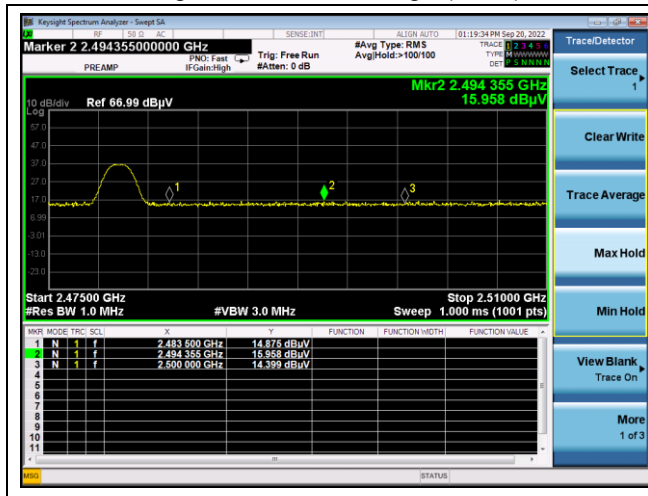 Keysight Spectrum Analyzer - Swept SA
RF 50 Ω AC SENSE:INT ALIGN AUTO 01:19:34 PM Sep 20, 2022
Marker 2 2.494355000000 GHz
PREAMP
PNO: Fast
IFGain:High
Trig: Free Run
#Atten: 0 dB
#Avg Type: RMS
Avg|Hold:>100/100
TRACE 1 2 3 4 5 6
TYPE MWWWWW
DET P S N N N N
Mkr2 2.494 355 GHz
15.958 dBµV
10 dB/div Ref 66.99 dBµV
Log
57.0
47.0
37.0
27.0
17.0
6.99
-3.01
-13.0
-23.0
1
2
3
Start 2.47500 GHz
Stop 2.51000 GHz
#Res BW 1.0 MHz
#VBW 3.0 MHz
Sweep 1.000 ms (1001 pts)
MKR MODE TRC SCL X Y FUNCTION FUNCTION WIDTH FUNCTION VALUE
1 N 1 f 2.483 500 GHz 14.875 dBuV
2 N 1 f 2.494 355 GHz 15.958 dBuV
3 N 1 f 2.500 000 GHz 14.399 dBuV
4
5
6
7
8
9
10
11
MSG
STATUS
Trace/Detector
Select Trace
1
Clear Write
Trace Average
Max Hold
Min Hold
View Blank
Trace On
More
1 of 3